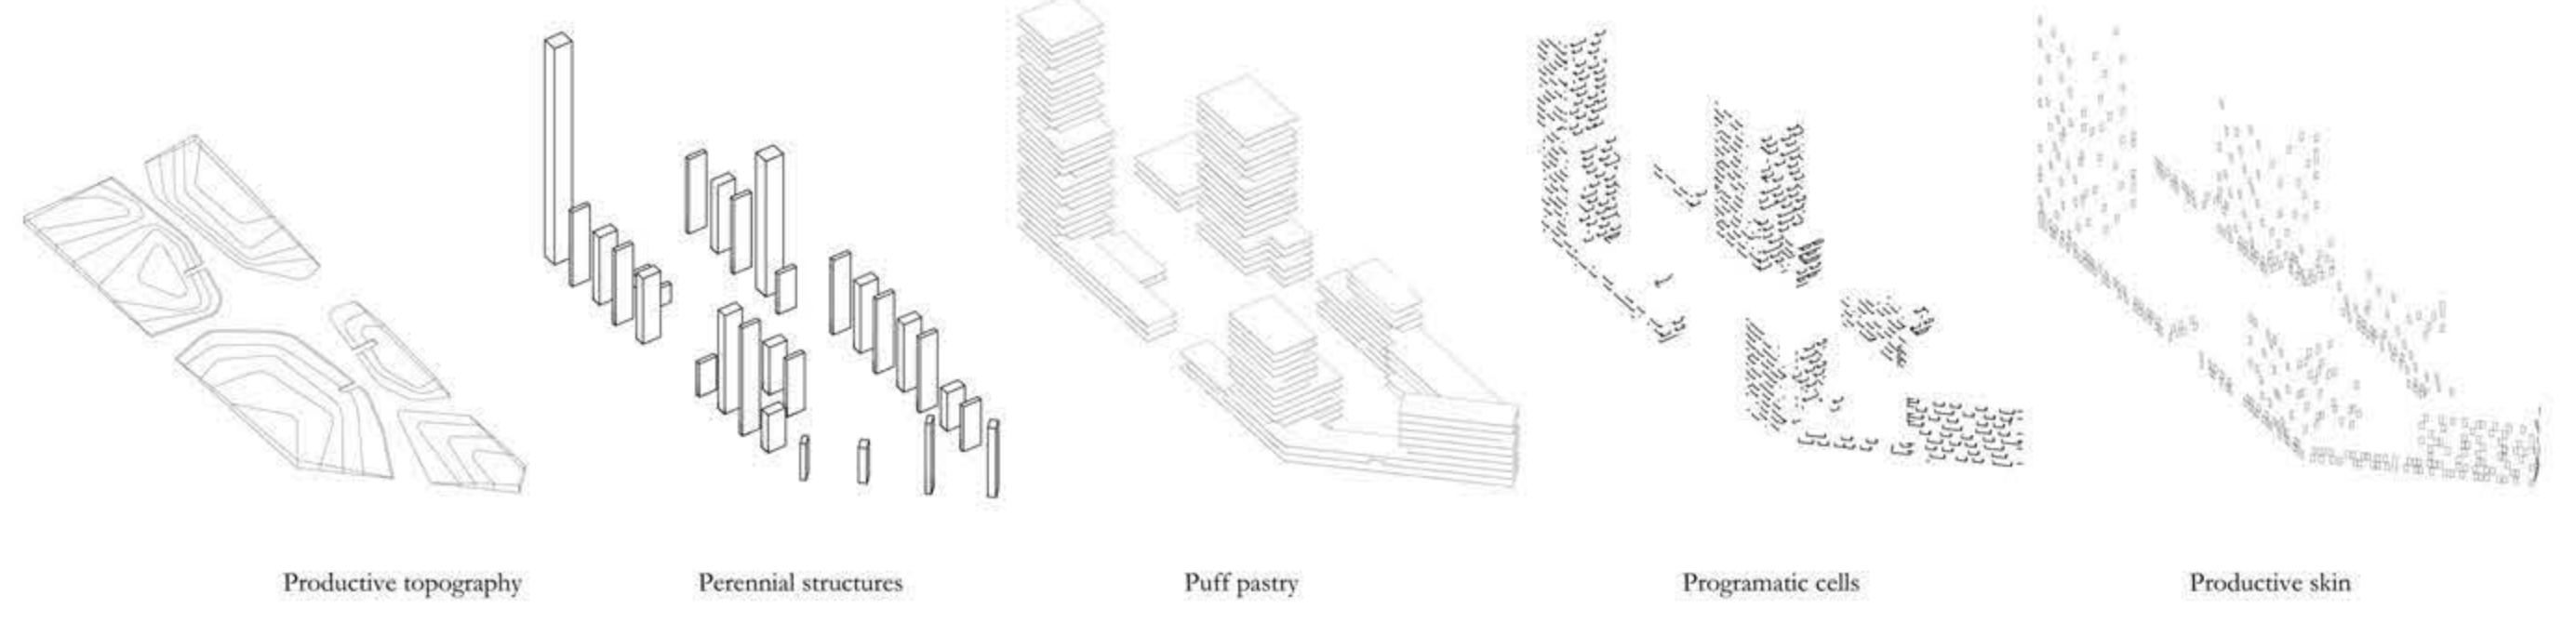 Productive topography
Perennial structures
Puff pastry
Programatic cells
Productive skin